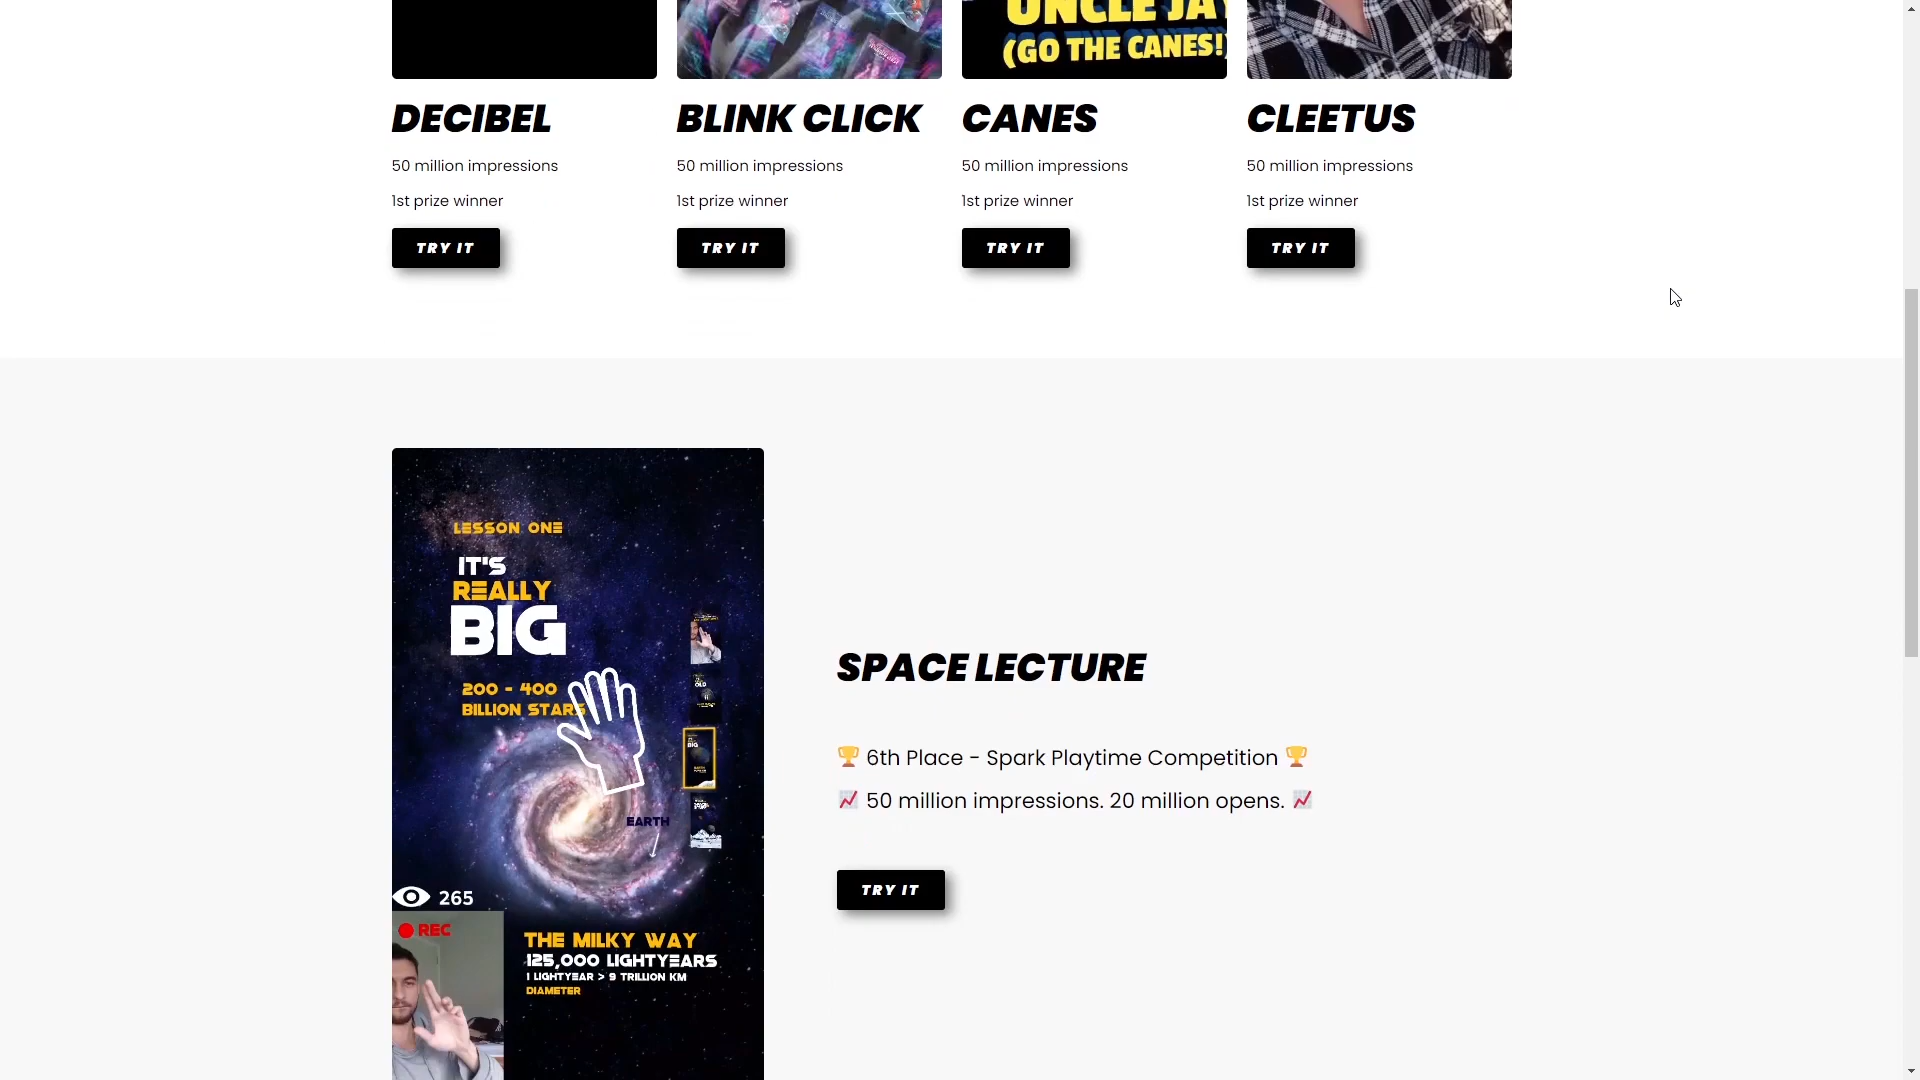 UNCLE JAY
(GO THE CANES!)
DECIBEL
50 million impressions
1st prize winner
TRY IT
BLINK CLICK
50 million impressions
1st prize winner
TRY IT
CANES
50 million impressions
1st prize winner
TRY IT
CLEETUS
50 million impressions
1st prize winner
TRY IT
LESSON ONE
IT'S
REALLY
BIG
200 - 400
BILLION STARS
EARTH
265
REC
THE MILKY WAY
125,000 LIGHTYEARS
1 LIGHTYEAR > 9 TRILLION KM
DIAMETER
SPACE LECTURE
🏆 6th Place - Spark Playtime Competition 🏆
📈 50 million impressions. 20 million opens. 📈
TRY IT